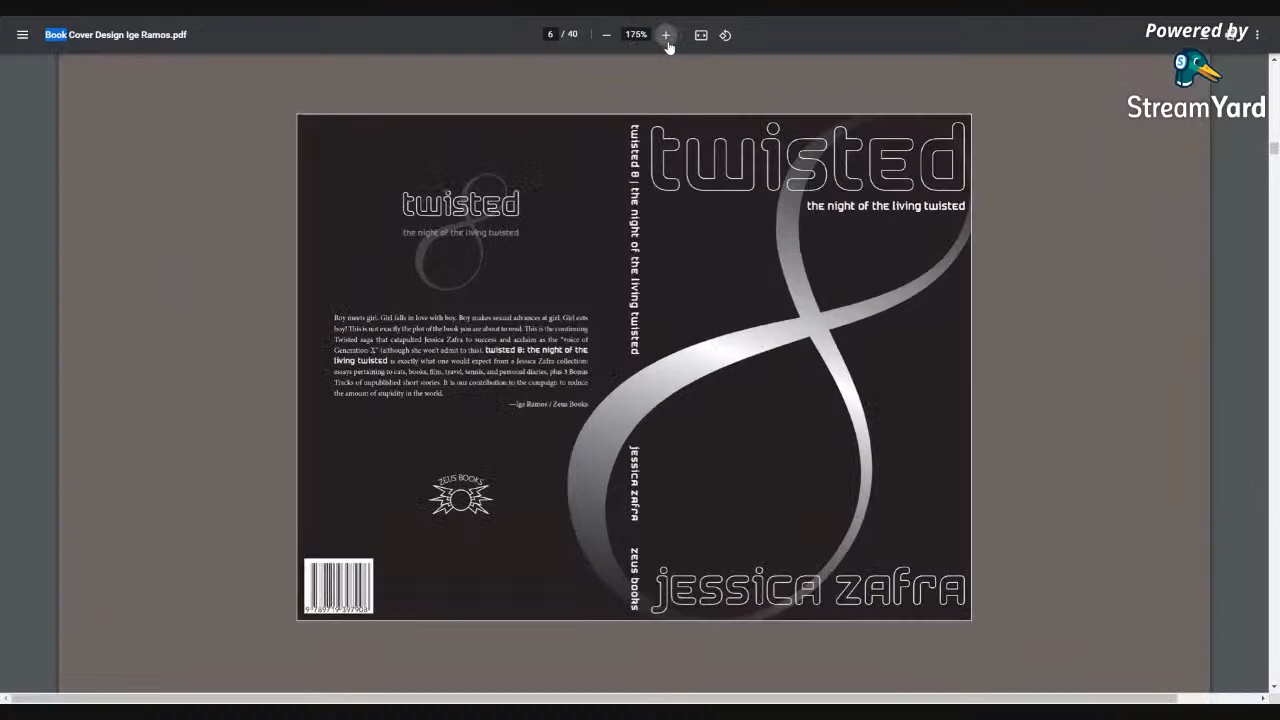 Book Cover Design Ige Ramos.pdf
6 / 40
175%
Powered by
StreamYard
twisted
the night of the living twisted
Boy meets girl. Girl falls in love with boy. Boy makes sexual advances at girl. Girl eats
boy! This is not exactly the plot of the book you are about to read. This is the continuing
Twisted saga that catapulted Jessica Zafra to success and acclaim as the "voice of
Generation X" (although she won't admit to this). twisted 8: the night of the
living twisted is exactly what one would expect from a Jessica Zafra collection:
essays pertaining to cats, books, film, travel, tennis, and personal diaries, plus 3 Bonus
Tracks of unpublished short stories. It is our contribution to the campaign to reduce
the amount of stupidity in the world.
—Ige Ramos / Zeus Books
ZEUS BOOKS
twisted 8 | the night of the living twisted
jessica zafra
zeus books
twisted
the night of the living twisted
8
jessica zafra